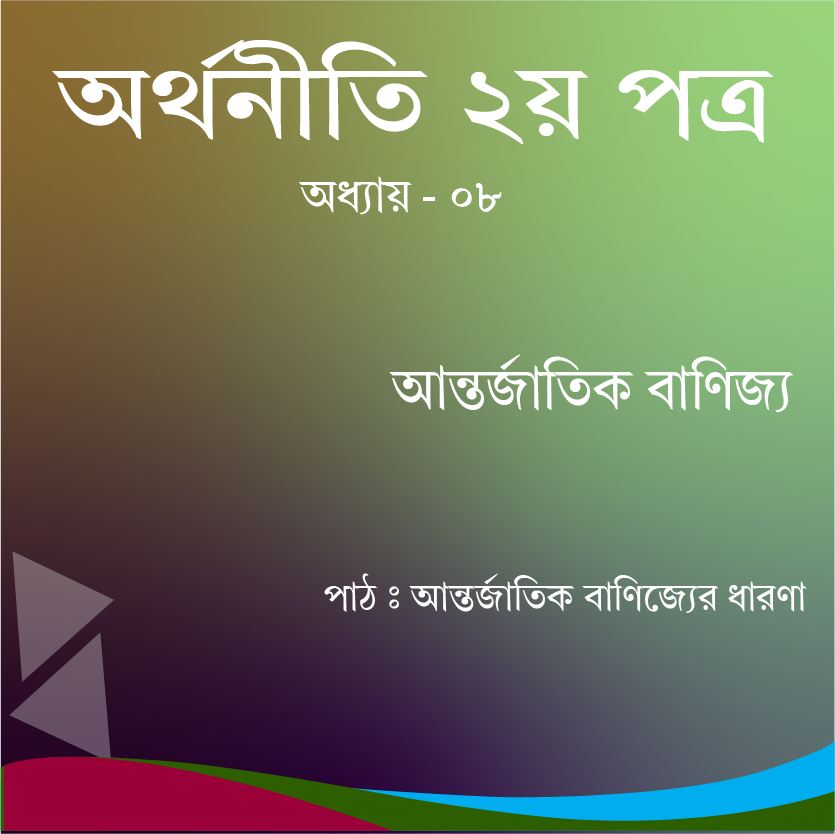 অর্থনীতি ২য় পত্র
অধ্যায় - ০৮
আন্তর্জাতিক বাণিজ্য
পাঠ ঃ আন্তর্জাতিক বাণিজ্যের ধারণা